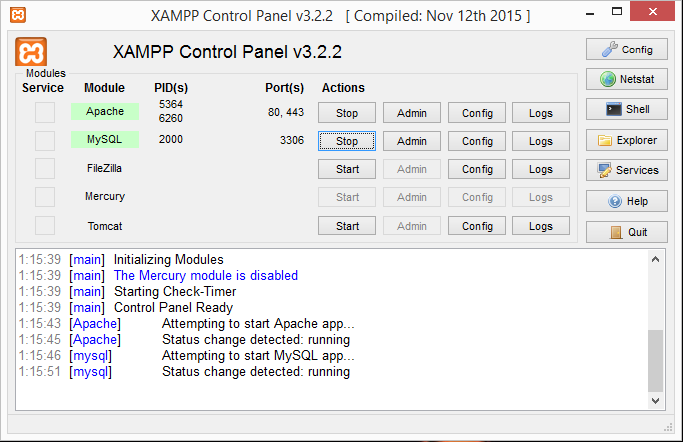 XAMPP Control Panel v3.2.2 [ Compiled: Nov 12th 2015 ]
XAMPP Control Panel v3.2.2
Config
Modules
Service Module PID(s) Port(s) Actions
Netstat
Apache 5364 6260 80, 443 Stop Admin Config Logs
Shell
MySQL 2000 3306 Stop Admin Config Logs
Explorer
FileZilla Start Admin Config Logs
Services
Mercury Start Admin Config Logs
Help
Tomcat Start Admin Config Logs
Quit
1:15:39 [main] Initializing Modules
1:15:39 [main] The Mercury module is disabled
1:15:39 [main] Starting Check-Timer
1:15:39 [main] Control Panel Ready
1:15:43 [Apache] Attempting to start Apache app...
1:15:45 [Apache] Status change detected: running
1:15:46 [mysql] Attempting to start MySQL app...
1:15:51 [mysql] Status change detected: running